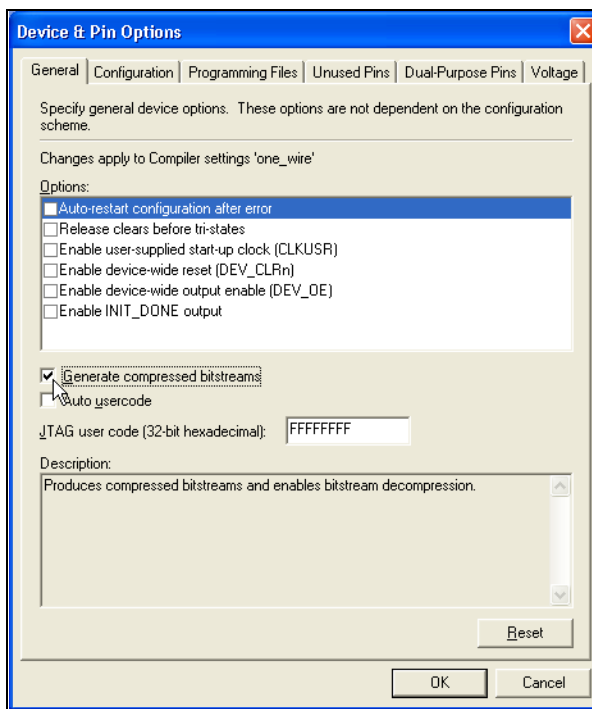 Device & Pin Options
General Configuration Programming Files Unused Pins Dual-Purpose Pins Voltage
Specify general device options. These options are not dependent on the configuration
scheme.
Changes apply to Compiler settings 'one_wire'
Options:
Auto-restart configuration after error
Release clears before tri-states
Enable user-supplied start-up clock (CLKUSR)
Enable device-wide reset (DEV_CLRn)
Enable device-wide output enable (DEV_OE)
Enable INIT_DONE output
Generate compressed bitstreams
Auto usercode
JTAG user code (32-bit hexadecimal): FFFFFFFF
Description:
Produces compressed bitstreams and enables bitstream decompression.
Reset
OK Cancel